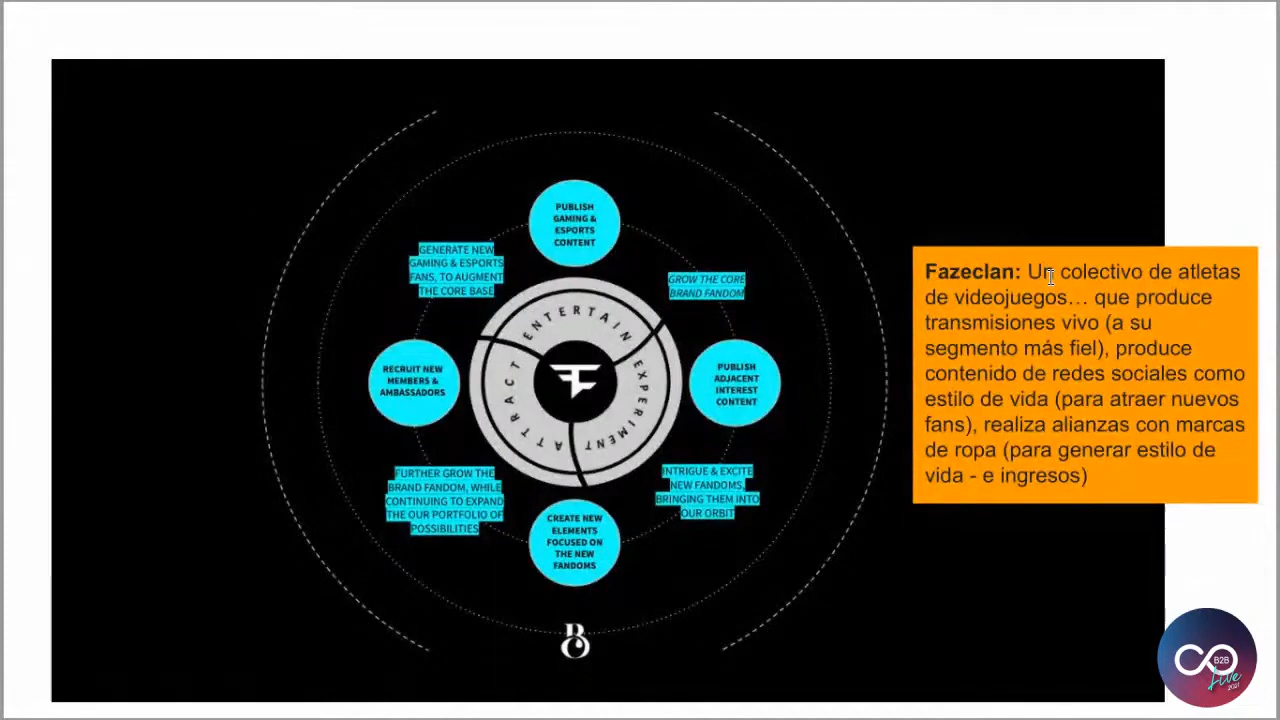 PUBLISH
GAMING &
ESPORTS
CONTENT
GENERATE NEW
GAMING & ESPORTS
FANS, TO AUGMENT
THE CORE BASE
GROW THE CORE
BRAND FANDOM
ENTERTAIN
EXPERIMENT
ATTRACT
RECRUIT NEW
MEMBERS &
AMBASSADORS
PUBLISH
ADJACENT
INTEREST
CONTENT
FURTHER GROW THE
BRAND FANDOM, WHILE
CONTINUING TO EXPAND
THE OUR PORTFOLIO OF
POSSIBILITIES
INTRIGUE & EXCITE
NEW FANDOMS,
BRINGING THEM INTO
OUR ORBIT
CREATE NEW
ELEMENTS
FOCUSED ON
THE NEW
FANDOMS
Fazeclan: Un colectivo de atletas
de videojuegos… que produce
transmisiones vivo (a su
segmento más fiel), produce
contenido de redes sociales como
estilo de vida (para atraer nuevos
fans), realiza alianzas con marcas
de ropa (para generar estilo de
vida - e ingresos)
B2B
Live
2021